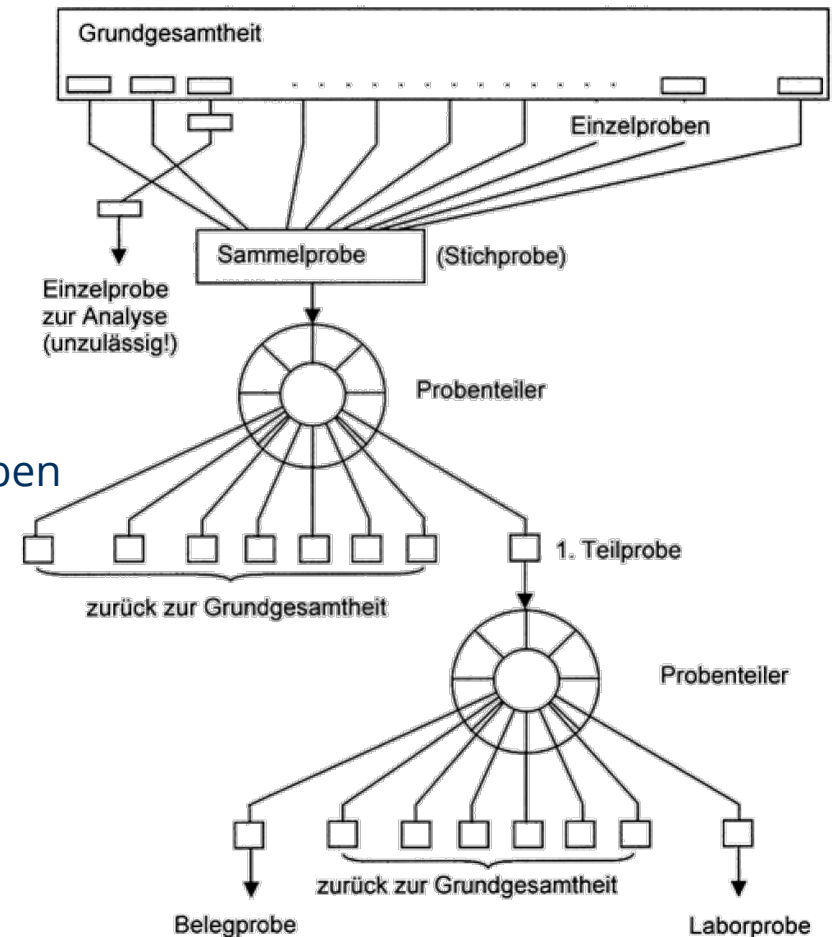 Grundgesamtheit
Einzelproben
Sammelprobe
(Stichprobe)
Einzelprobe
zur Analyse
(unzulässig!)
Probenteiler
ben
1. Teilprobe
zurück zur Grundgesamtheit
Probenteiler
zurück zur Grundgesamtheit
Belegprobe
Laborprobe